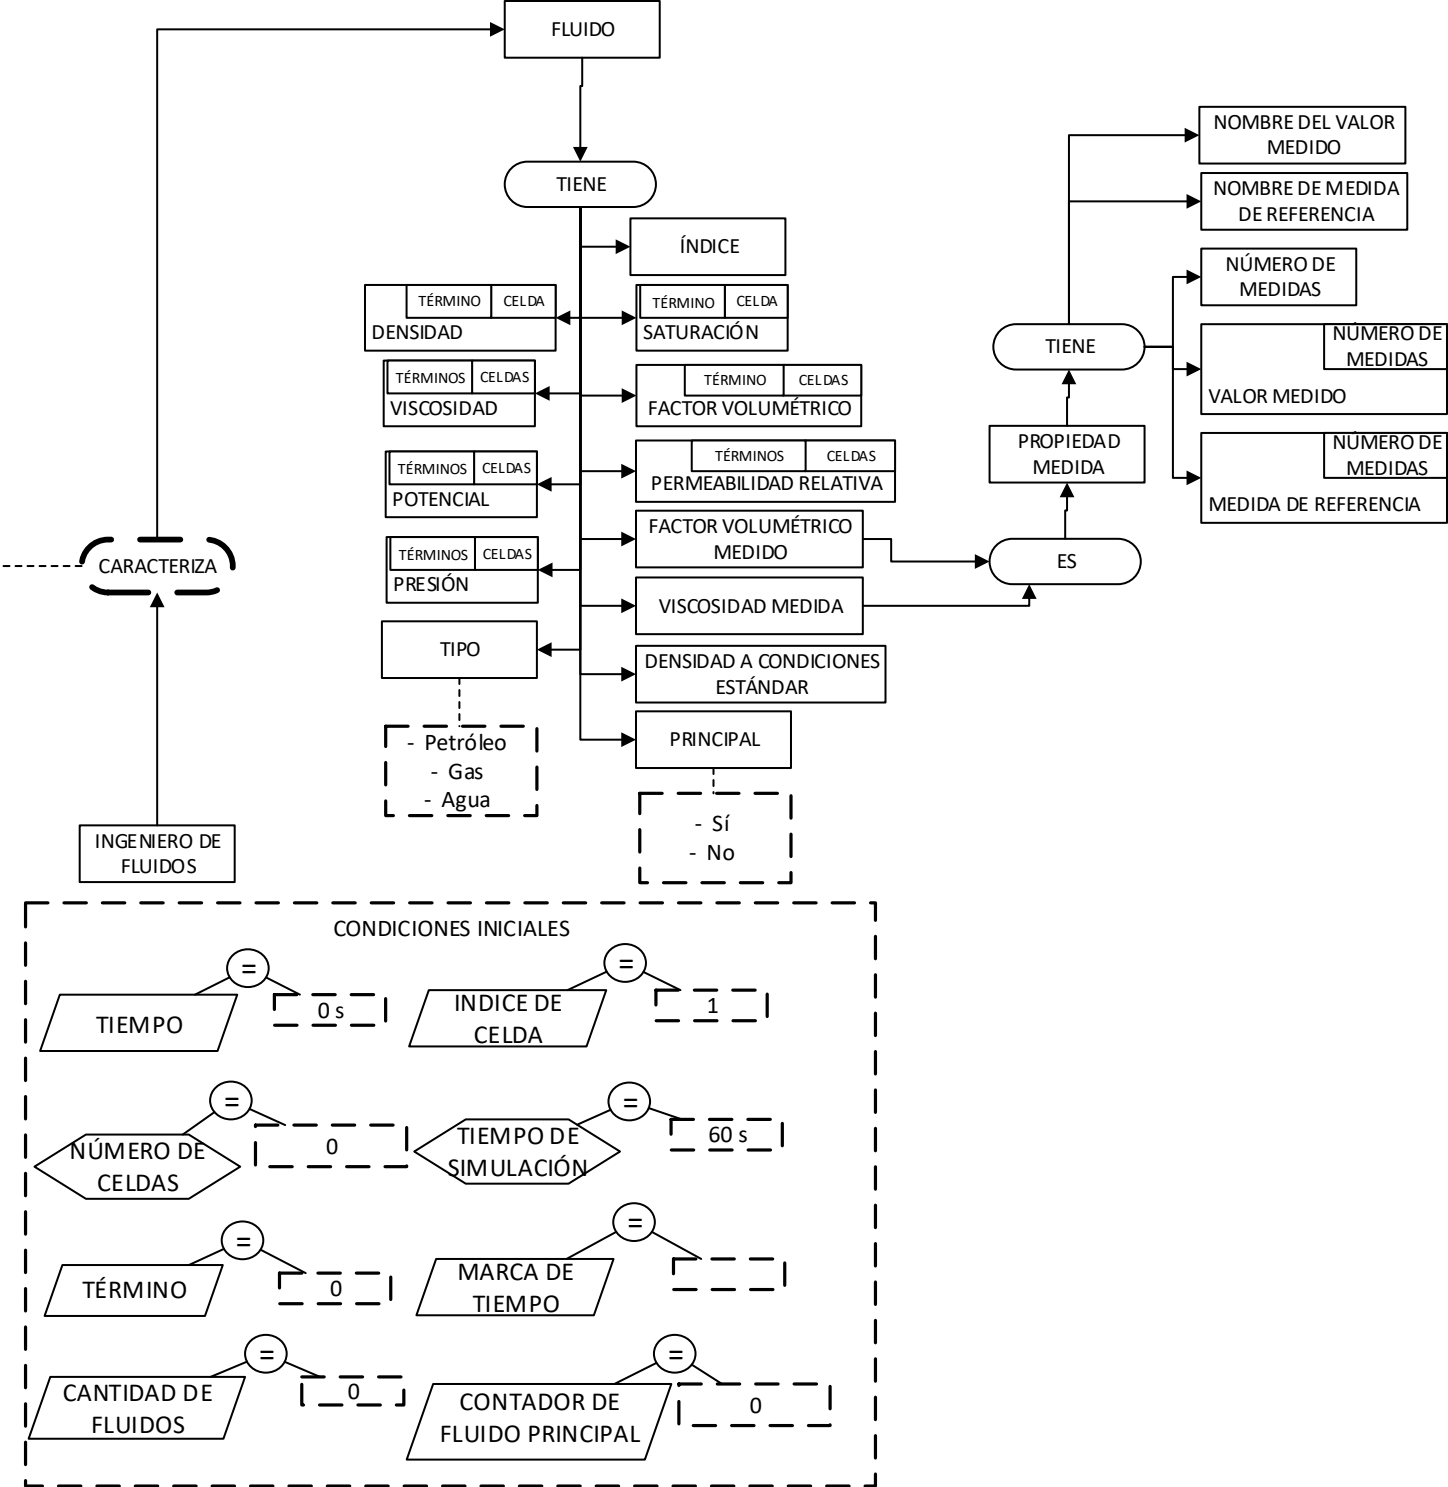 FLUIDO
TIENE
ÍNDICE
TÉRMINO CELDA
DENSIDAD
TÉRMINO CELDA
SATURACIÓN
TÉRMINOS CELDAS
VISCOSIDAD
TÉRMINO CELDAS
FACTOR VOLUMÉTRICO
TÉRMINOS CELDAS
POTENCIAL
TÉRMINOS CELDAS
PERMEABILIDAD RELATIVA
FACTOR VOLUMÉTRICO
MEDIDO
TÉRMINOS CELDAS
PRESIÓN
VISCOSIDAD MEDIDA
TIPO
DENSIDAD A CONDICIONES
ESTÁNDAR
PRINCIPAL
- Petróleo
- Gas
- Agua
- Sí
- No
NOMBRE DEL VALOR
MEDIDO
NOMBRE DE MEDIDA
DE REFERENCIA
NÚMERO DE
MEDIDAS
TIENE
NÚMERO DE
MEDIDAS
VALOR MEDIDO
PROPIEDAD
MEDIDA
NÚMERO DE
MEDIDAS
MEDIDA DE REFERENCIA
ES
CARACTERIZA
INGENIERO DE
FLUIDOS
CONDICIONES INICIALES
=
TIEMPO
0 s
=
INDICE DE
CELDA
1
=
NÚMERO DE
CELDAS
0
=
TIEMPO DE
SIMULACIÓN
60 s
=
TÉRMINO
0
=
MARCA DE
TIEMPO
=
CANTIDAD DE
FLUIDOS
0
=
CONTADOR DE
FLUIDO PRINCIPAL
0